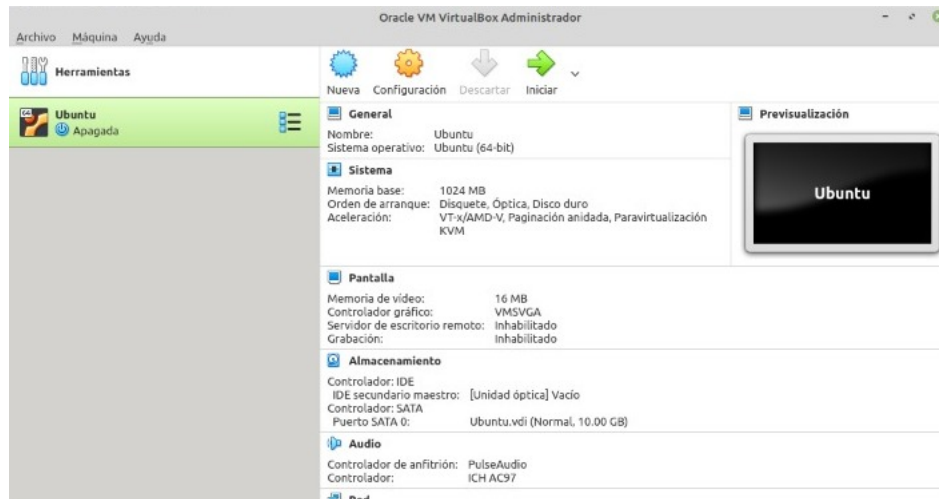 Oracle VM VirtualBox Administrador
Archivo Máquina Ayuda
Herramientas
Ubuntu
Apagada
Nueva Configuración Descartar Iniciar
General
Nombre: Ubuntu
Sistema operativo: Ubuntu (64-bit)
Sistema
Memoria base: 1024 MB
Orden de arranque: Disquete, Óptica, Disco duro
Aceleración: VT-x/AMD-V, Paginación anidada, Paravirtualización
KVM
Previsualización
Ubuntu
Pantalla
Memoria de vídeo: 16 MB
Controlador gráfico: VMSVGA
Servidor de escritorio remoto: Inhabilitado
Grabación: Inhabilitado
Almacenamiento
Controlador: IDE
IDE secundario maestro: [Unidad óptica] Vacío
Controlador: SATA
Puerto SATA 0: Ubuntu.vdi (Normal, 10.00 GB)
Audio
Controlador de anfitrión: PulseAudio
Controlador: ICH AC97
Red